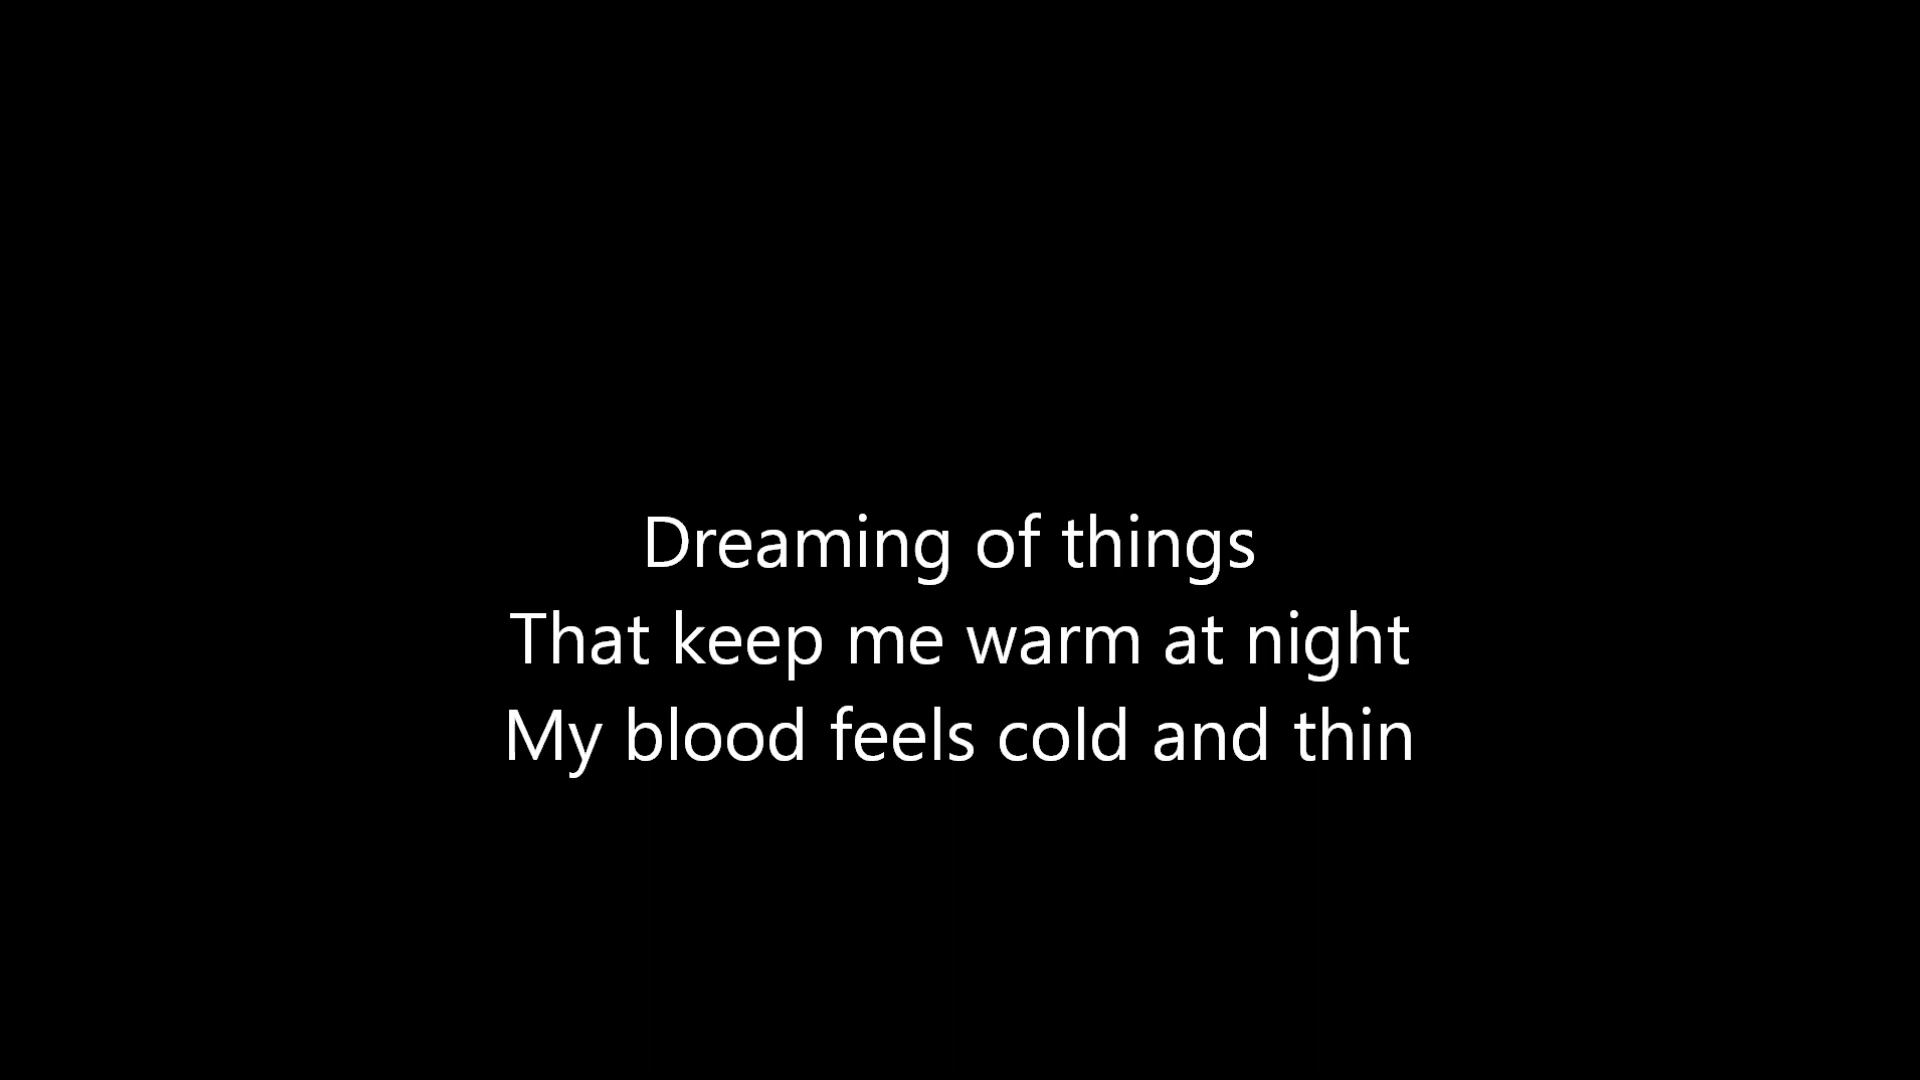 Dreaming of things
That keep me warm at night
My blood feels cold and thin